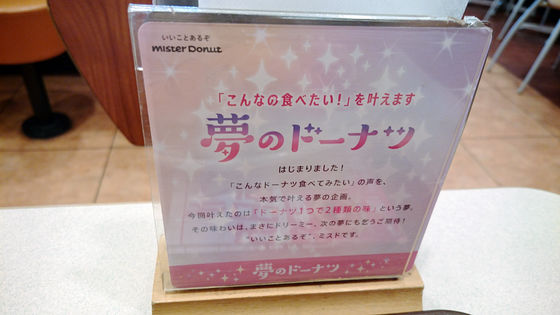 いいことあるぞ
mister Donut
「こんなの食べたい！」を叶えます
夢のドーナツ
はじまりました！
「こんなドーナツ食べてみたい」の声を、
本気で叶える夢の企画。
今回叶えたのは「ドーナツ1つで2種類の味」という夢。
その味わいは、まさにドリーミー、次の夢にも乞うご期待！
"いいことあるぞ"、ミスドです。
夢のドーナツ